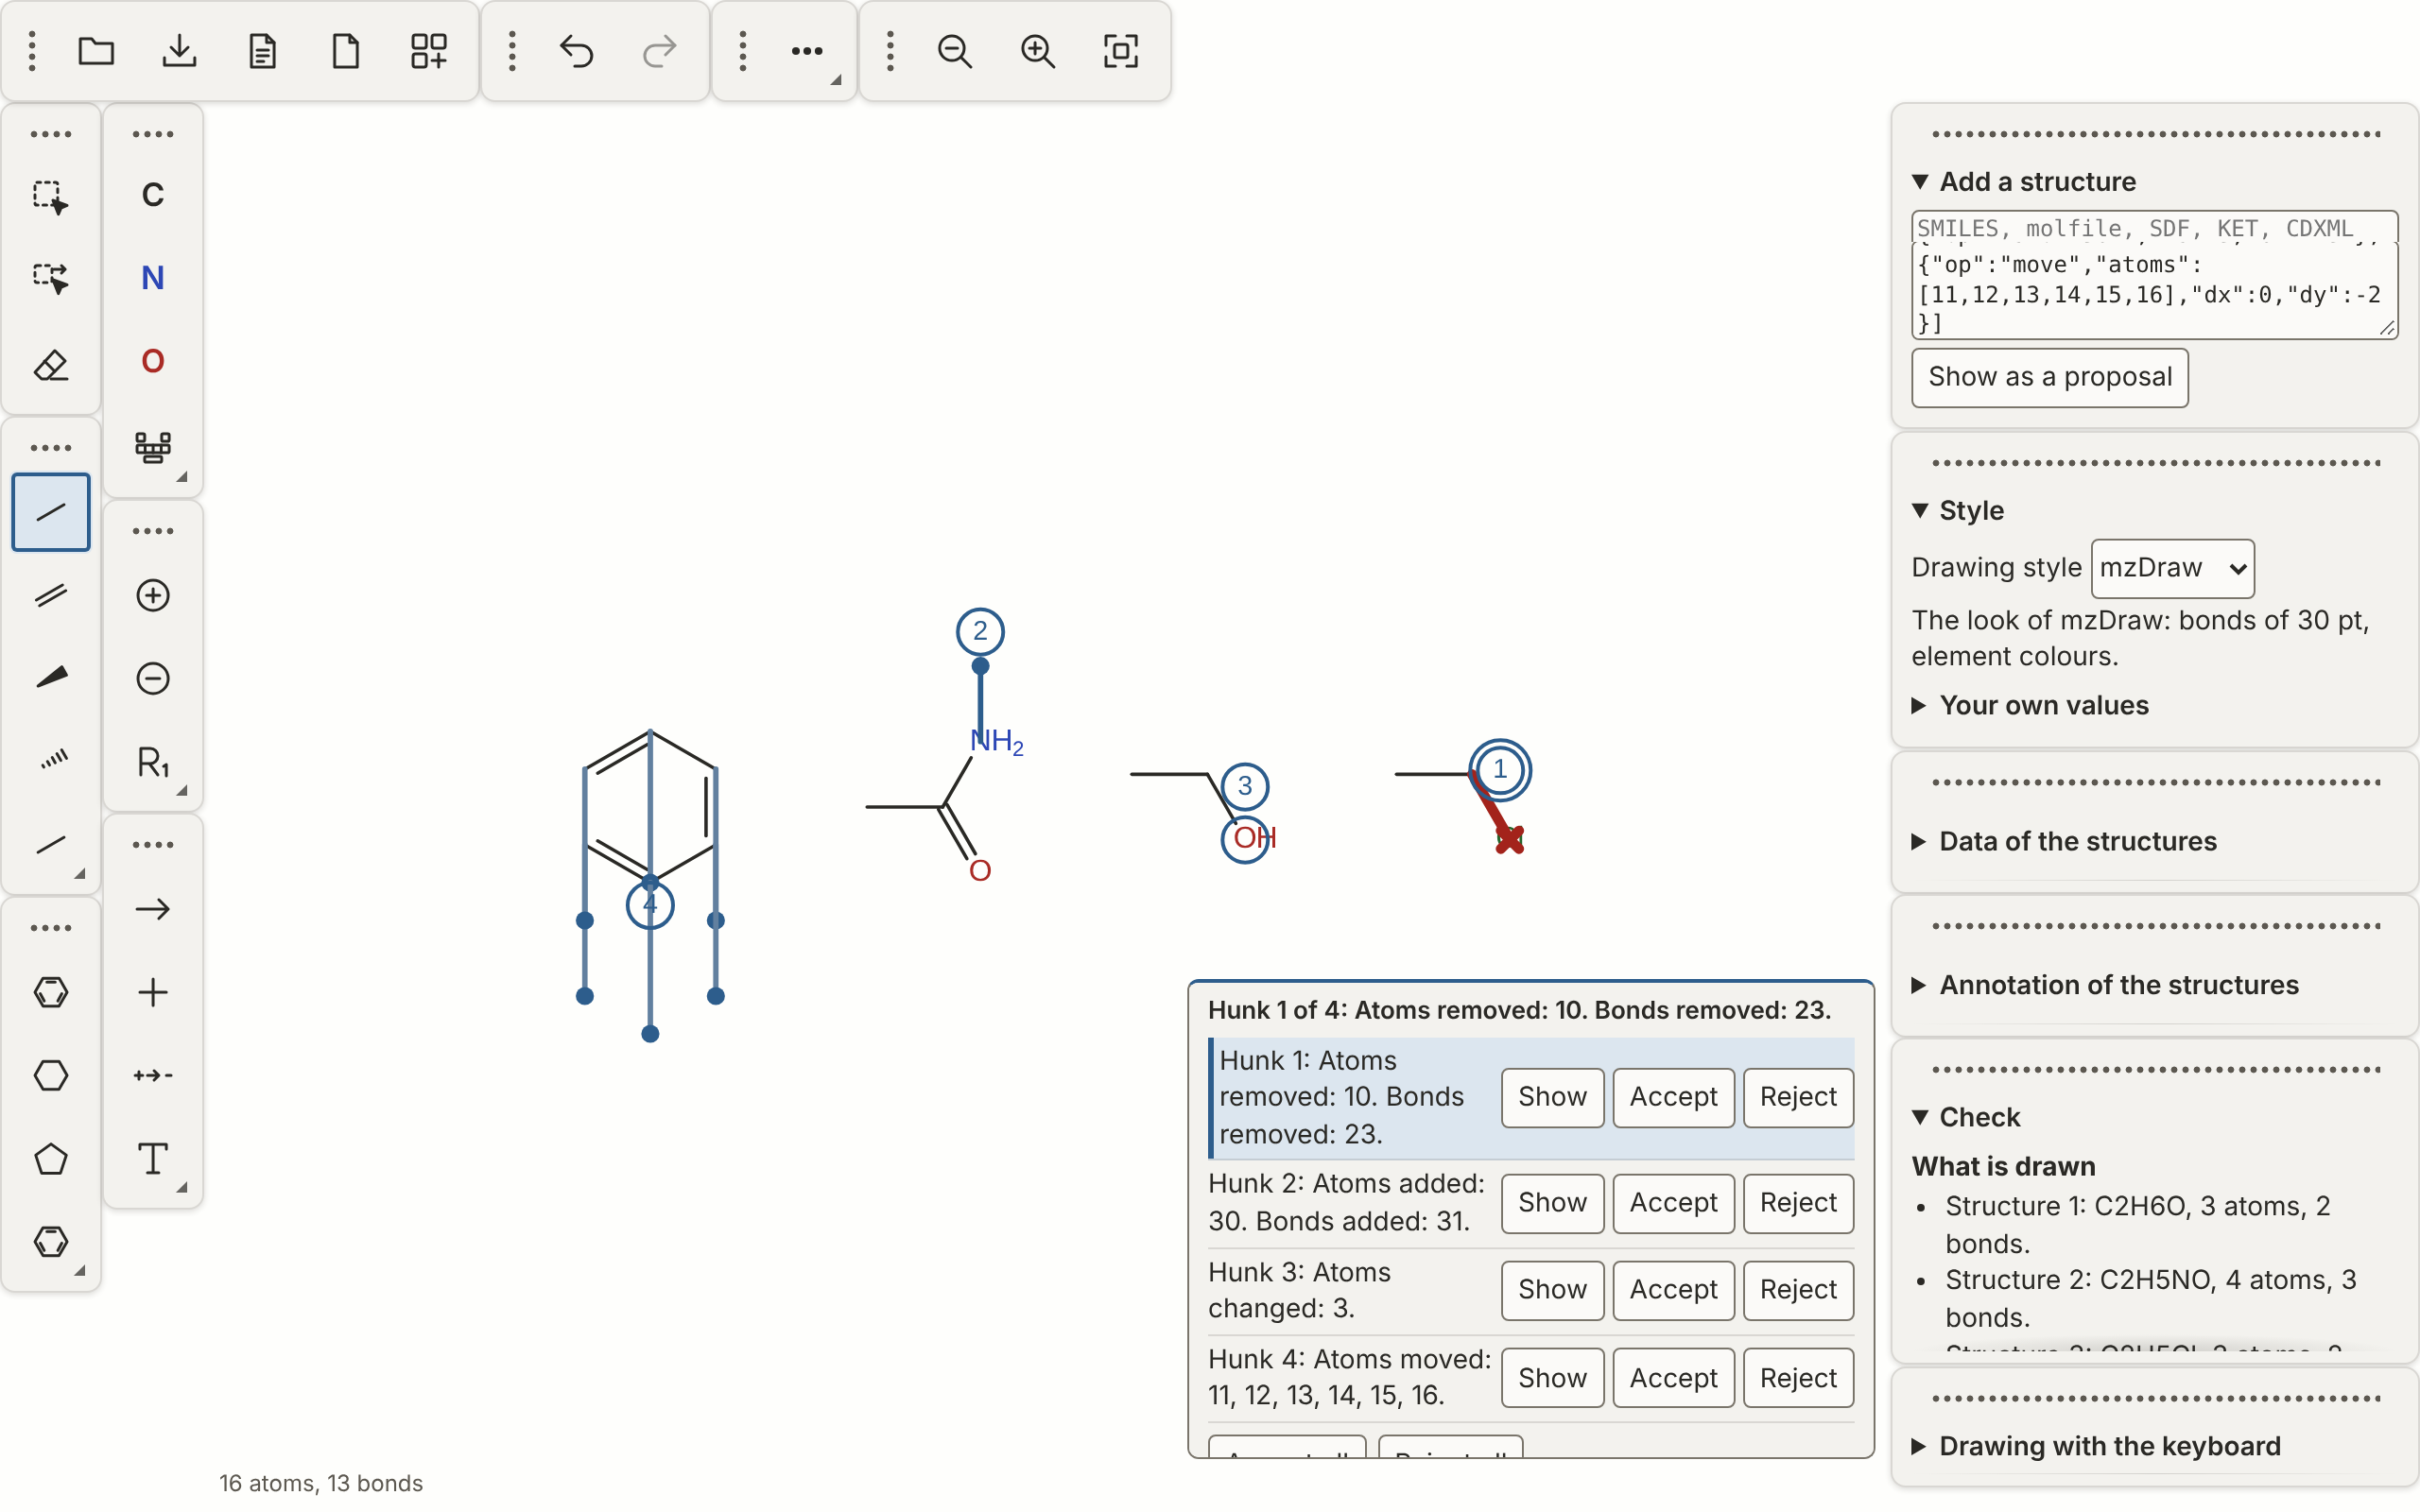 C
N
O
R1
T
Add a structure
SMILES, molfile, SDF, KET, CDXML
{"op":"move","atoms":
[11,12,13,14,15,16],"dx":0,"dy":-2
}]
Show as a proposal
Style
Drawing style mzDraw
The look of mzDraw: bonds of 30 pt,
element colours.
Your own values
Data of the structures
Annotation of the structures
Check
What is drawn
Structure 1: C2H6O, 3 atoms, 2
bonds.
Structure 2: C2H5NO, 4 atoms, 3
bonds.
Drawing with the keyboard
2
NH2
O
3
OH
1
4
Hunk 1 of 4: Atoms removed: 10. Bonds removed: 23.
Hunk 1: Atoms
removed: 10. Bonds
removed: 23.
Show Accept Reject
Hunk 2: Atoms added:
30. Bonds added: 31.
Show Accept Reject
Hunk 3: Atoms
changed: 3.
Show Accept Reject
Hunk 4: Atoms moved:
11, 12, 13, 14, 15, 16.
Show Accept Reject
16 atoms, 13 bonds